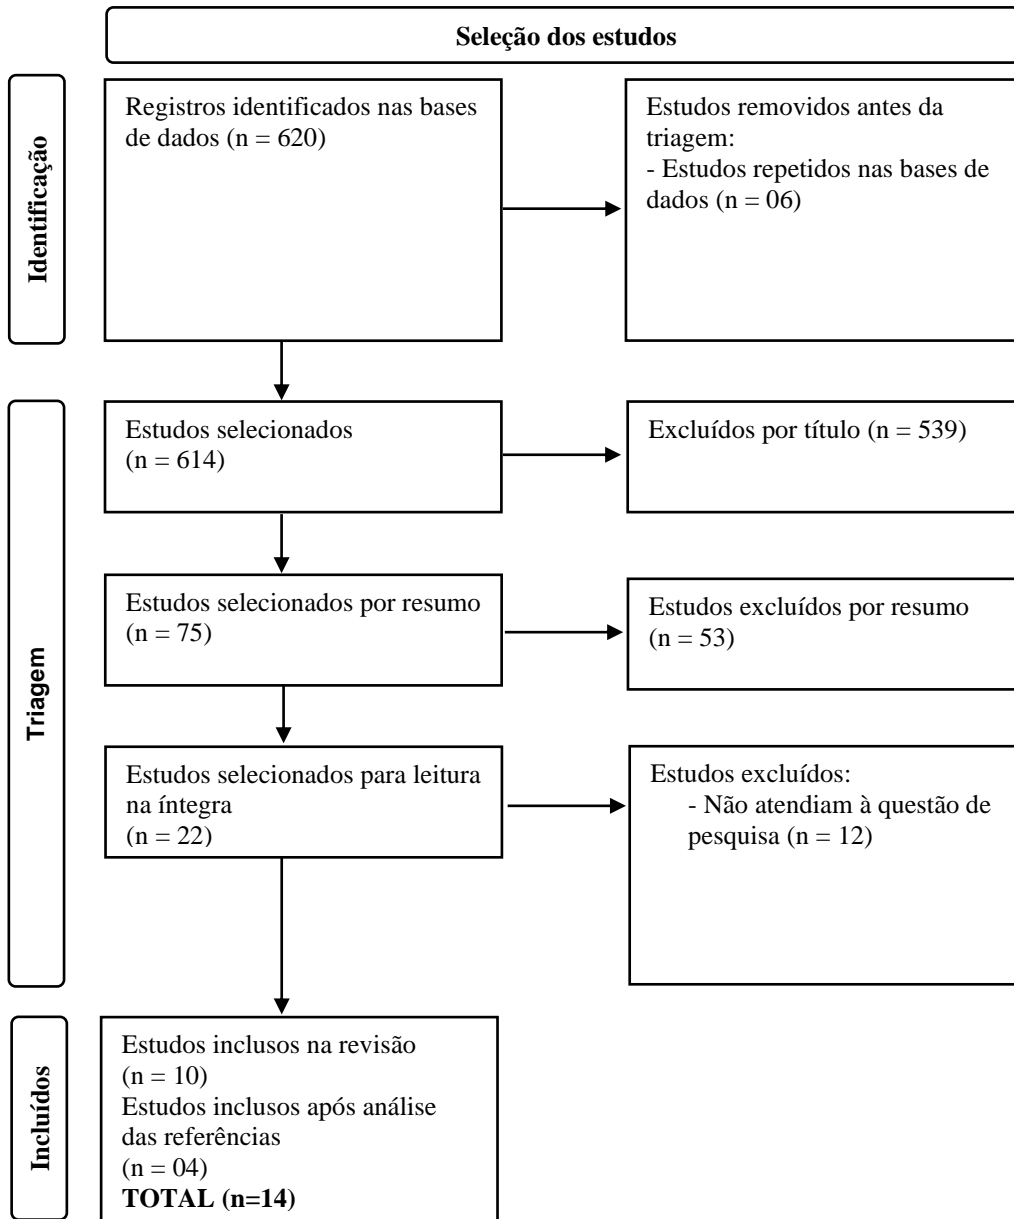 Seleção dos estudos
Identificação
Registros identificados nas bases
de dados (n = 620)
Estudos removidos antes da
triagem:
- Estudos repetidos nas bases de
dados (n = 06)
Triagem
Estudos selecionados
(n = 614)
Excluídos por título (n = 539)
Estudos selecionados por resumo
(n = 75)
Estudos excluídos por resumo
(n = 53)
Estudos selecionados para leitura
na íntegra
(n = 22)
Estudos excluídos:
- Não atendiam à questão de
pesquisa (n = 12)
Incluídos
Estudos inclusos na revisão
(n = 10)
Estudos inclusos após análise
das referências
(n = 04)
TOTAL (n=14)